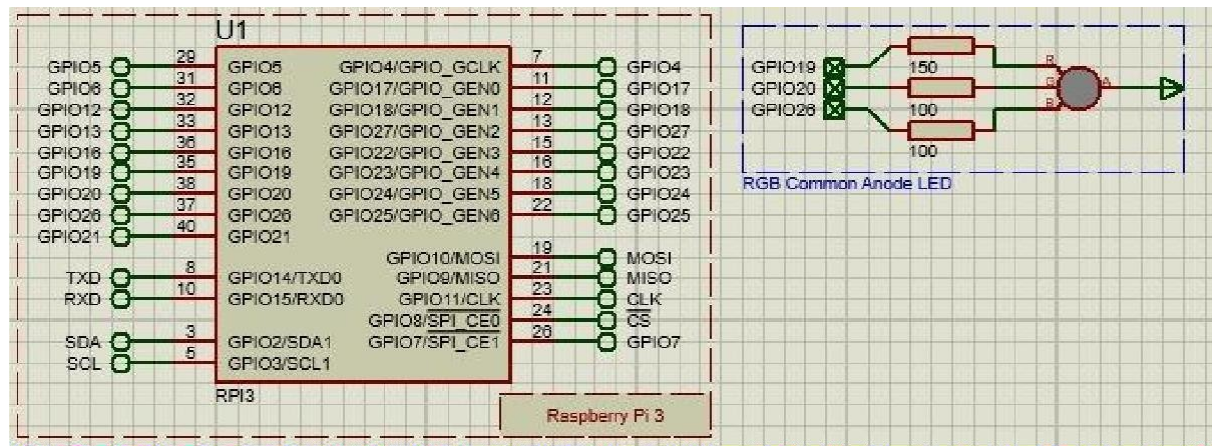 U1
GPIO5 29 GPIO5 GPIO4/GPIO_GCLK 7 GPIO4
GPIO6 31 GPIO6 GPIO17/GPIO_GEN0 11 GPIO17
GPIO12 32 GPIO12 GPIO18/GPIO_GEN1 12 GPIO18
GPIO13 33 GPIO13 GPIO27/GPIO_GEN2 13 GPIO27
GPIO16 36 GPIO16 GPIO22/GPIO_GEN3 15 GPIO22
GPIO19 35 GPIO19 GPIO23/GPIO_GEN4 16 GPIO23
GPIO20 38 GPIO20 GPIO24/GPIO_GEN5 18 GPIO24
GPIO26 37 GPIO26 GPIO25/GPIO_GEN6 22 GPIO25
GPIO21 40 GPIO21
GPIO10/MOSI 19 MOSI
TXD 8 GPIO14/TXD0 GPIO9/MISO 21 MISO
RXD 10 GPIO15/RXD0 GPIO11/CLK 23 CLK
GPIO8/SPI_CE0 24 CS
SDA 3 GPIO2/SDA1 GPIO7/SPI_CE1 26 GPIO7
SCL 5 GPIO3/SCL1
RPI3
Raspberry Pi 3
GPIO19 150 R
GPIO20 100 G A
GPIO26 100 B
RGB Common Anode LED